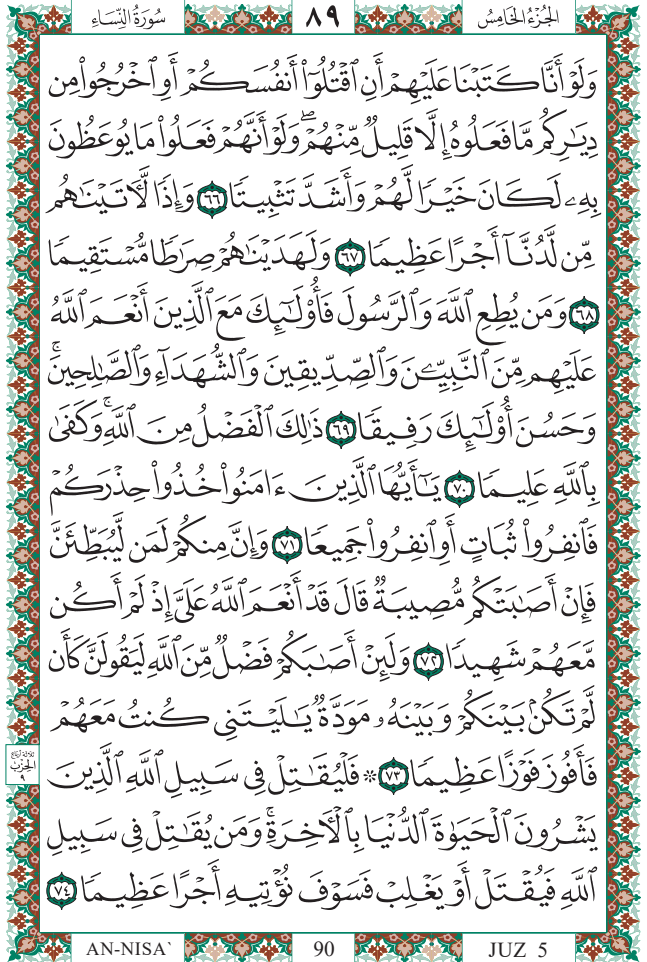 الجُزْءُ الخَامِسُ ٨٩ سُورَةُ النِّسَاءِ
وَلَوْ أَنَّا كَتَبْنَا عَلَيْهِمْ أَنِ ٱقْتُلُوٓا۟ أَنفُسَكُمْ أَوِ ٱخْرُجُوا۟ مِن
دِيَـٰرِكُم مَّا فَعَلُوهُ إِلَّا قَلِيلٌ مِّنْهُمْ ۖ وَلَوْ أَنَّهُمْ فَعَلُوا۟ مَا يُوعَظُونَ
بِهِۦ لَكَانَ خَيْرًا لَّهُمْ وَأَشَدَّ تَثْبِيتًا ٦٦ وَإِذًا لَّـَٔاتَيْنَـٰهُم
مِّن لَّدُنَّآ أَجْرًا عَظِيمًا ٦٧ وَلَهَدَيْنَـٰهُمْ صِرَٰطًا مُّسْتَقِيمًا
٦٨ وَمَن يُطِعِ ٱللَّهَ وَٱلرَّسُولَ فَأُو۟لَـٰٓئِكَ مَعَ ٱلَّذِينَ أَنْعَمَ ٱللَّهُ
عَلَيْهِم مِّنَ ٱلنَّبِيِّـۧنَ وَٱلصِّدِّيقِينَ وَٱلشُّهَدَآءِ وَٱلصَّـٰلِحِينَ ۚ
وَحَسُنَ أُو۟لَـٰٓئِكَ رَفِيقًا ٦٩ ذَٰلِكَ ٱلْفَضْلُ مِنَ ٱللَّهِ ۚ وَكَفَىٰ
بِٱللَّهِ عَلِيمًا ٧٠ يَـٰٓأَيُّهَا ٱلَّذِينَ ءَامَنُوا۟ خُذُوا۟ حِذْرَكُمْ
فَٱنفِرُوا۟ ثُبَاتٍ أَوِ ٱنفِرُوا۟ جَمِيعًا ٧١ وَإِنَّ مِنكُمْ لَمَن لَّيُبَطِّئَنَّ
فَإِنْ أَصَـٰبَتْكُم مُّصِيبَةٌ قَالَ قَدْ أَنْعَمَ ٱللَّهُ عَلَىَّ إِذْ لَمْ أَكُن
مَّعَهُمْ شَهِيدًا ٧٢ وَلَئِنْ أَصَـٰبَكُمْ فَضْلٌ مِّنَ ٱللَّهِ لَيَقُولَنَّ كَأَن
لَّمْ تَكُنۢ بَيْنَكُمْ وَبَيْنَهُۥ مَوَدَّةٌ يَـٰلَيْتَنِى كُنتُ مَعَهُمْ
فَأَفُوزَ فَوْزًا عَظِيمًا ٧٣ ۞ فَلْيُقَـٰتِلْ فِى سَبِيلِ ٱللَّهِ ٱلَّذِينَ
يَشْرُونَ ٱلْحَيَوٰةَ ٱلدُّنْيَا بِٱلْـَٔاخِرَةِ ۚ وَمَن يُقَـٰتِلْ فِى سَبِيلِ
ٱللَّهِ فَيُقْتَلْ أَوْ يَغْلِبْ فَسَوْفَ نُؤْتِيهِ أَجْرًا عَظِيمًا ٧٤
ثلاثة أرباع
الحِزْبُ
٩
AN-NISA` 90 JUZ 5